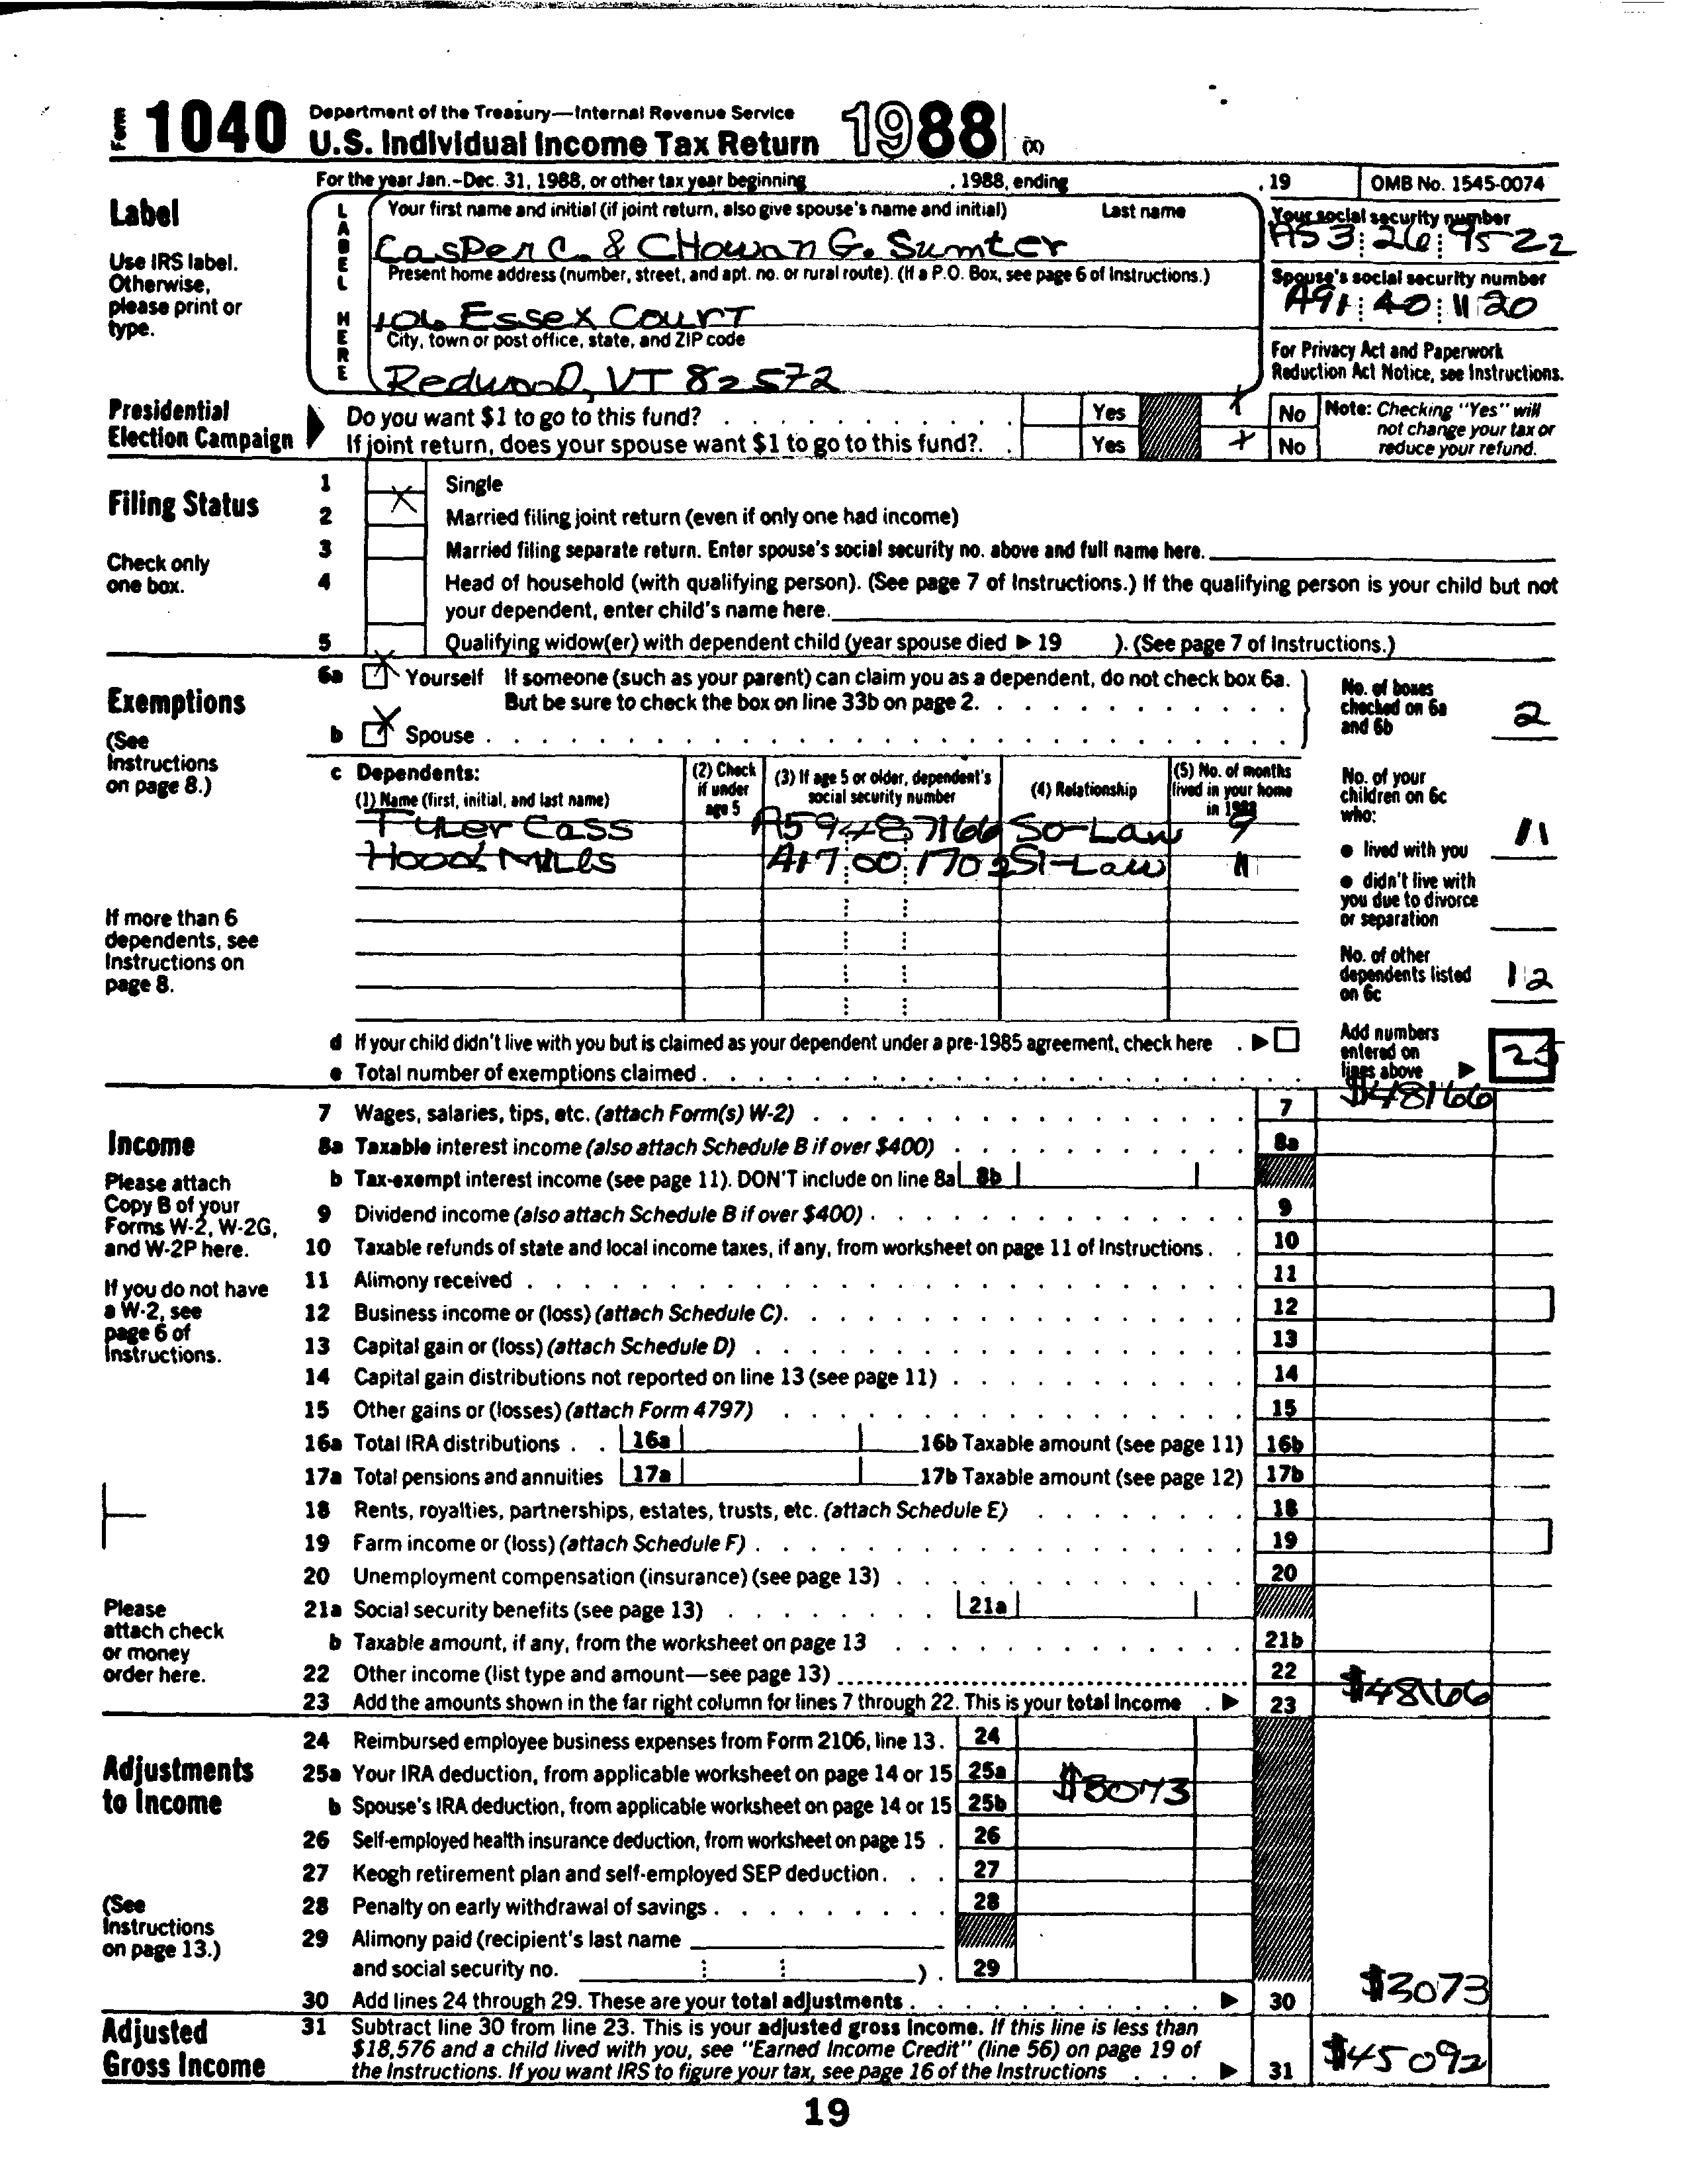 Form 1040 Department of the Treasury—Internal Revenue Service
U.S. Individual Income Tax Return 1988 (X)
For the year Jan.–Dec. 31, 1988, or other tax year beginning , 1988, ending , 19 OMB No. 1545-0074
Label
Use IRS label.
Otherwise,
please print or
type.
LABEL HERE
Your first name and initial (if joint return, also give spouse's name and initial) Last name
Casper C. & Chowan G. Sumter
Present home address (number, street, and apt. no. or rural route). (If a P.O. Box, see page 6 of Instructions.)
106 Essex Court
City, town or post office, state, and ZIP code
Redwood, VT 82572
Your social security number
A53 26 9522
Spouse's social security number
A91 40 1120
For Privacy Act and Paperwork
Reduction Act Notice, see Instructions.
Presidential
Election Campaign
Do you want $1 to go to this fund? Yes X No
If joint return, does your spouse want $1 to go to this fund?. Yes X No
Note: Checking "Yes" will
not change your tax or
reduce your refund.
Filing Status
Check only
one box.
1 Single
2 X Married filing joint return (even if only one had income)
3 Married filing separate return. Enter spouse's social security no. above and full name here.
4 Head of household (with qualifying person). (See page 7 of Instructions.) If the qualifying person is your child but not
your dependent, enter child's name here.
5 Qualifying widow(er) with dependent child (year spouse died ▶ 19 ). (See page 7 of Instructions.)
Exemptions
(See
Instructions
on page 8.)
6a X Yourself If someone (such as your parent) can claim you as a dependent, do not check box 6a.
But be sure to check the box on line 33b on page 2.
b X Spouse
No. of boxes
checked on 6a
and 6b 2
c Dependents:
(1) Name (first, initial, and last name)
(2) Check
if under
age 5
(3) If age 5 or older, dependent's
social security number
(4) Relationship
(5) No. of months
lived in your home
in 1988
Tyler Cass A59487166 So-Law 9
Hood Mills A17 00 1702 SI-Law 11
If more than 6
dependents, see
Instructions on
page 8.
No. of your
children on 6c
who:
● lived with you 11
● didn't live with
you due to divorce
or separation
No. of other
dependents listed
on 6c 12
d If your child didn't live with you but is claimed as your dependent under a pre-1985 agreement, check here . ▶ □
e Total number of exemptions claimed
Add numbers
entered on
lines above ▶ 25
Income
Please attach
Copy B of your
Forms W-2, W-2G,
and W-2P here.
If you do not have
a W-2, see
page 6 of
Instructions.
Please
attach check
or money
order here.
7 Wages, salaries, tips, etc. (attach Form(s) W-2) 7 $48166
8a Taxable interest income (also attach Schedule B if over $400) 8a
b Tax-exempt interest income (see page 11). DON'T include on line 8a 8b
9 Dividend income (also attach Schedule B if over $400) 9
10 Taxable refunds of state and local income taxes, if any, from worksheet on page 11 of Instructions 10
11 Alimony received 11
12 Business income or (loss) (attach Schedule C). 12
13 Capital gain or (loss) (attach Schedule D) 13
14 Capital gain distributions not reported on line 13 (see page 11) 14
15 Other gains or (losses) (attach Form 4797) 15
16a Total IRA distributions 16a 16b Taxable amount (see page 11) 16b
17a Total pensions and annuities 17a 17b Taxable amount (see page 12) 17b
18 Rents, royalties, partnerships, estates, trusts, etc. (attach Schedule E) 18
19 Farm income or (loss) (attach Schedule F) 19
20 Unemployment compensation (insurance) (see page 13) 20
21a Social security benefits (see page 13) 21a
b Taxable amount, if any, from the worksheet on page 13 21b
22 Other income (list type and amount—see page 13) 22
23 Add the amounts shown in the far right column for lines 7 through 22. This is your total income ▶ 23 $48166
Adjustments
to Income
(See
Instructions
on page 13.)
24 Reimbursed employee business expenses from Form 2106, line 13. 24
25a Your IRA deduction, from applicable worksheet on page 14 or 15 25a $3073
b Spouse's IRA deduction, from applicable worksheet on page 14 or 15 25b
26 Self-employed health insurance deduction, from worksheet on page 15 26
27 Keogh retirement plan and self-employed SEP deduction 27
28 Penalty on early withdrawal of savings 28
29 Alimony paid (recipient's last name
and social security no. ) . 29
30 Add lines 24 through 29. These are your total adjustments ▶ 30 $3073
Adjusted
Gross Income
31 Subtract line 30 from line 23. This is your adjusted gross income. If this line is less than
$18,576 and a child lived with you, see "Earned Income Credit" (line 56) on page 19 of
the Instructions. If you want IRS to figure your tax, see page 16 of the Instructions ▶ 31 $45092
19